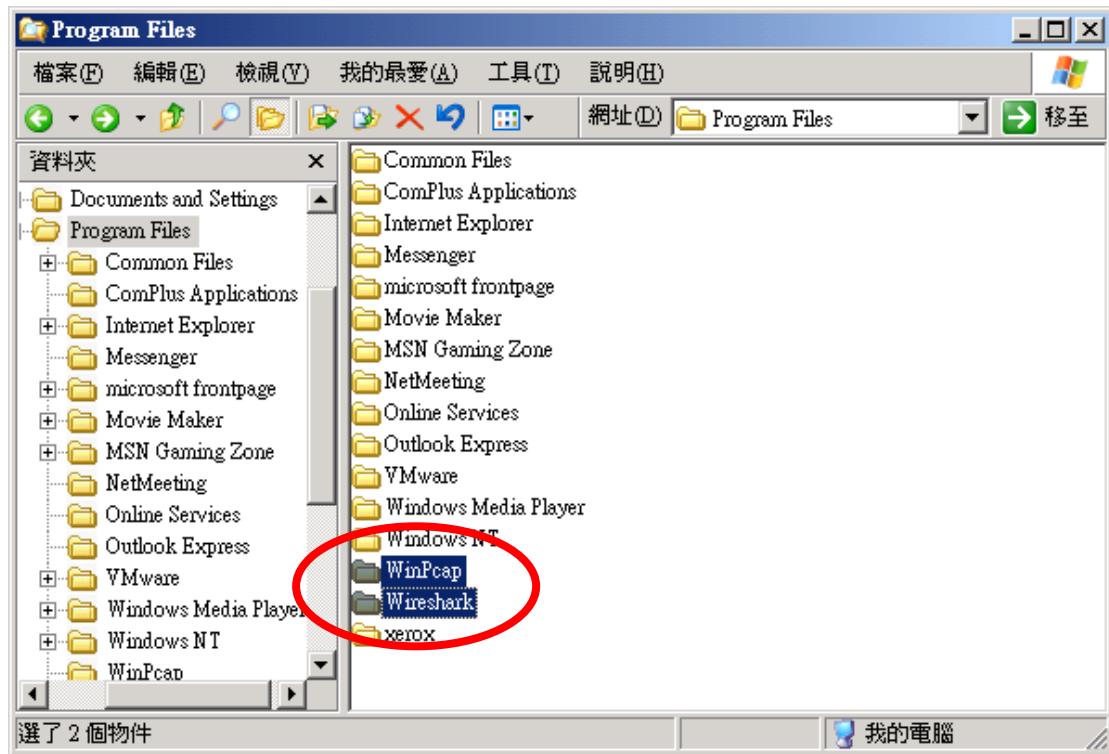 Program Files
檔案(F) 編輯(E) 檢視(V) 我的最愛(A) 工具(T) 說明(H)
網址(D) Program Files 移至
資料夾
Documents and Settings
Program Files
Common Files
ComPlus Applications
Internet Explorer
Messenger
microsoft frontpage
Movie Maker
MSN Gaming Zone
NetMeeting
Online Services
Outlook Express
VMware
Windows Media Player
Windows NT
WinPcap
Common Files
ComPlus Applications
Internet Explorer
Messenger
microsoft frontpage
Movie Maker
MSN Gaming Zone
NetMeeting
Online Services
Outlook Express
VMware
Windows Media Player
Windows NT
WinPcap
Wireshark
xerox
選了 2 個物件 我的電腦